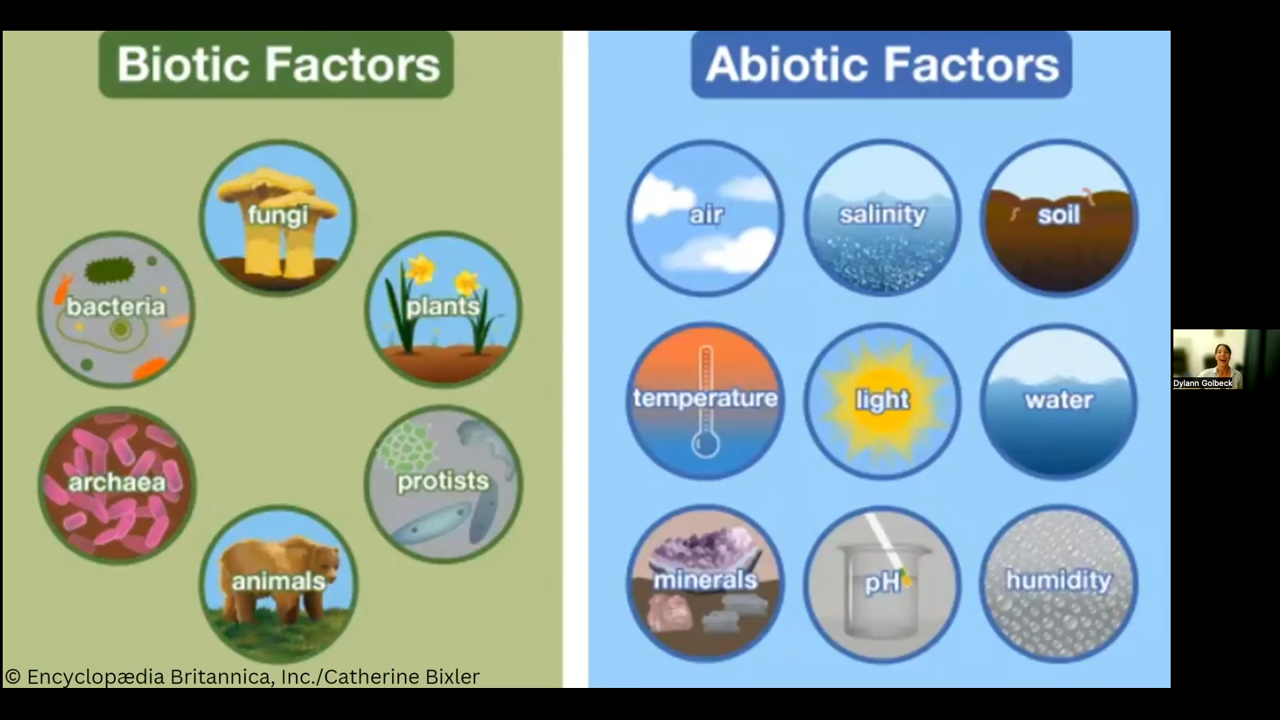 Biotic Factors
fungi
bacteria
plants
archaea
protists
animals
© Encyclopædia Britannica, Inc./Catherine Bixler
Abiotic Factors
air
salinity
soil
temperature
light
water
minerals
pH
humidity
Dylann Golbeck